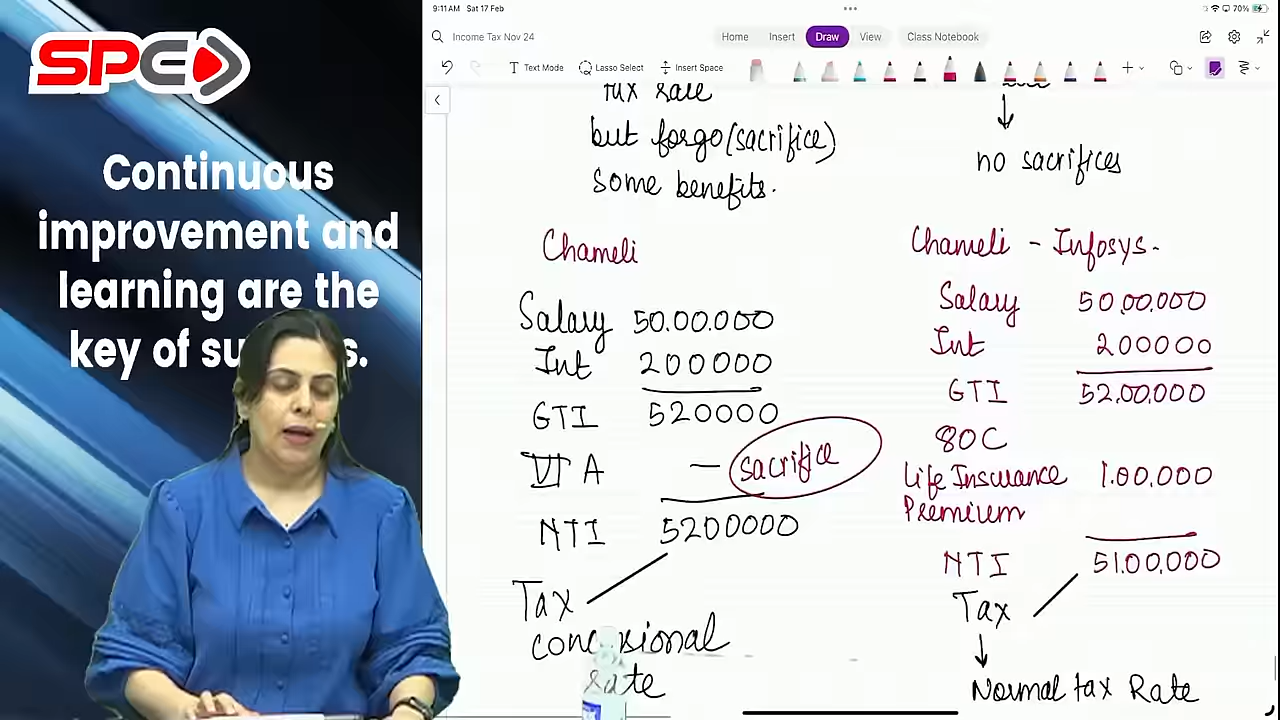 SPC
Continuous
improvement and
learning are the
key of su s.
9:11AM Sat 17 Feb
70%
Income Tax Nov 24
Home Insert Draw View Class Notebook
Text Mode Lasso Select Insert Space
tax rate
but forgo (sacrifice)
some benefits.
no sacrifices
Chameli
Salary 50,00,000
Int 200000
GTI 520000
VI A — sacrifice
NTI 5200000
Tax
concessional
rate
Chameli - Infosys.
Salary 50,00,000
Int 200000
GTI 52,00,000
80C
Life Insurance 1,00,000
Premium
NTI 51,00,000
Tax
Normal tax Rate